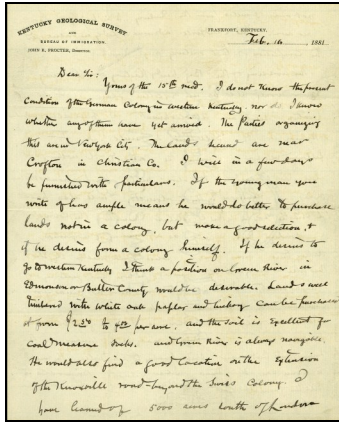 KENTUCKY GEOLOGICAL SURVEY
AND
BUREAU OF IMMIGRATION.
JOHN R. PROCTER, Director.
FRANKFORT, KENTUCKY,
Feb. 16 1881
Dear Sir:
Yours of the 15th recd. I do not know the present
condition of the German Colony in western Kentucky nor do I know
whether any of them have yet arrived. The Parties organizing
this are in New York City. The lands are near
Crofton in Christian Co. I will in a few days
be furnished with particulars. If the young man you
write of has ample means he would do better to purchase
lands not in a colony, but make a good selection, &
if he desires form a colony himself. If he desires to
go to western Kentucky I think a position on Green River in
Edmonson or Butler County would be desirable. Lands well
timbered with white oak poplar and hickory can be purchased
at from $2.50 to 4.00 per acre, and the soil is excellent for
coal measure soils. and Green River is always navigable.
He would also find a good location on the extension
of the Knoxville road beyond the Swiss Colony. I
have learned of 5000 acres south of London